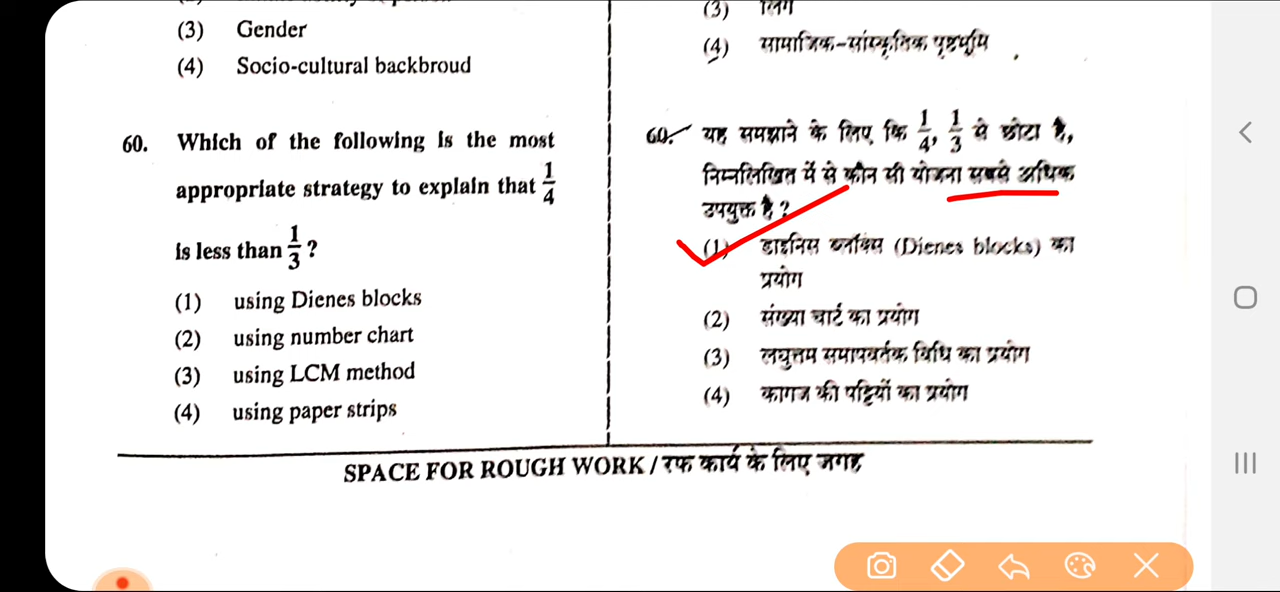 (3) Gender
(4) Socio-cultural backbroud
60. Which of the following is the most
appropriate strategy to explain that 1/4
is less than 1/3 ?
(1) using Dienes blocks
(2) using number chart
(3) using LCM method
(4) using paper strips
(3) लिंग
(4) सामाजिक-सांस्कृतिक पृष्ठभूमि
60. यह समझाने के लिए कि 1/4, 1/3 से छोटा है,
निम्नलिखित में से कौन सी योजना सबसे अधिक
उपयुक्त है ?
(1) डाइनिस ब्लॉक्स (Dienes blocks) का
प्रयोग
(2) संख्या चार्ट का प्रयोग
(3) लघुत्तम समापवर्तक विधि का प्रयोग
(4) कागज की पट्टियों का प्रयोग
SPACE FOR ROUGH WORK / रफ कार्य के लिए जगह